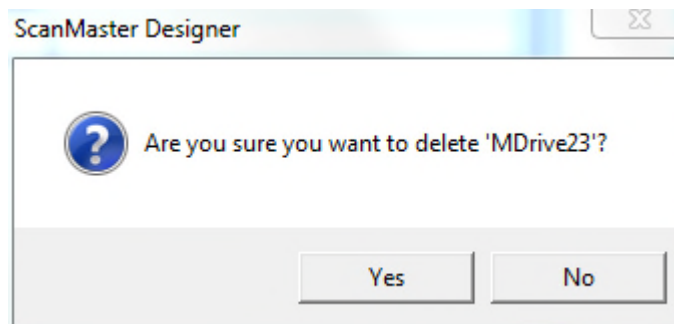 ScanMaster Designer
Are you sure you want to delete 'MDrive23'?
Yes
No